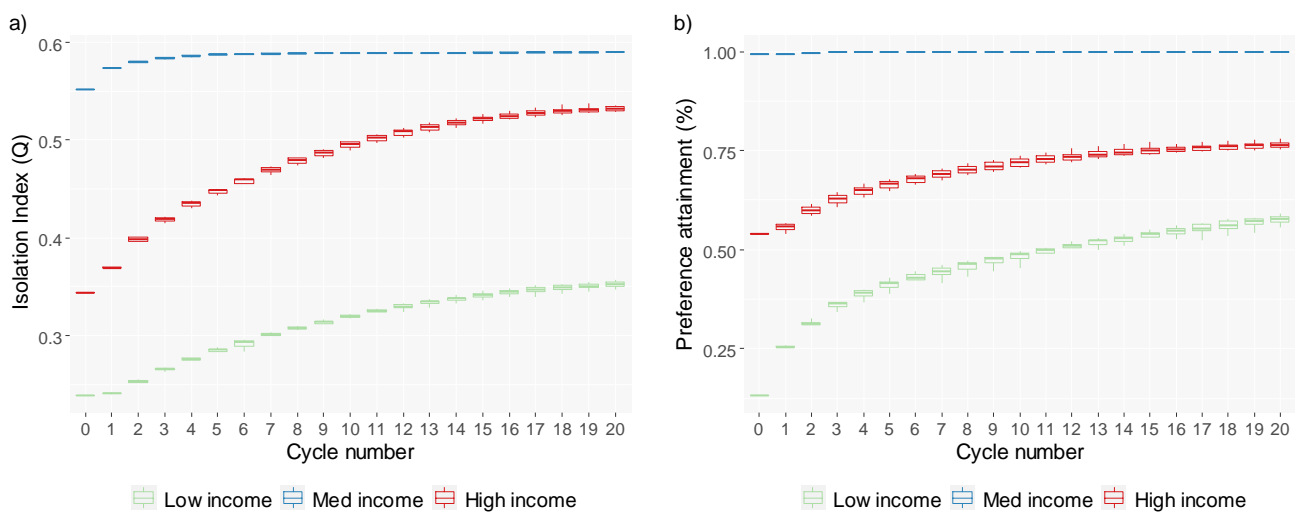 a)
Isolation Index (Q)
0.6
0.5
0.4
0.3
0 1 2 3 4 5 6 7 8 9 10 11 12 13 14 15 16 17 18 19 20
Cycle number
Low income Med income High income
b)
Preference attainment (%)
1.00
0.75
0.50
0.25
0 1 2 3 4 5 6 7 8 9 10 11 12 13 14 15 16 17 18 19 20
Cycle number
Low income Med income High income